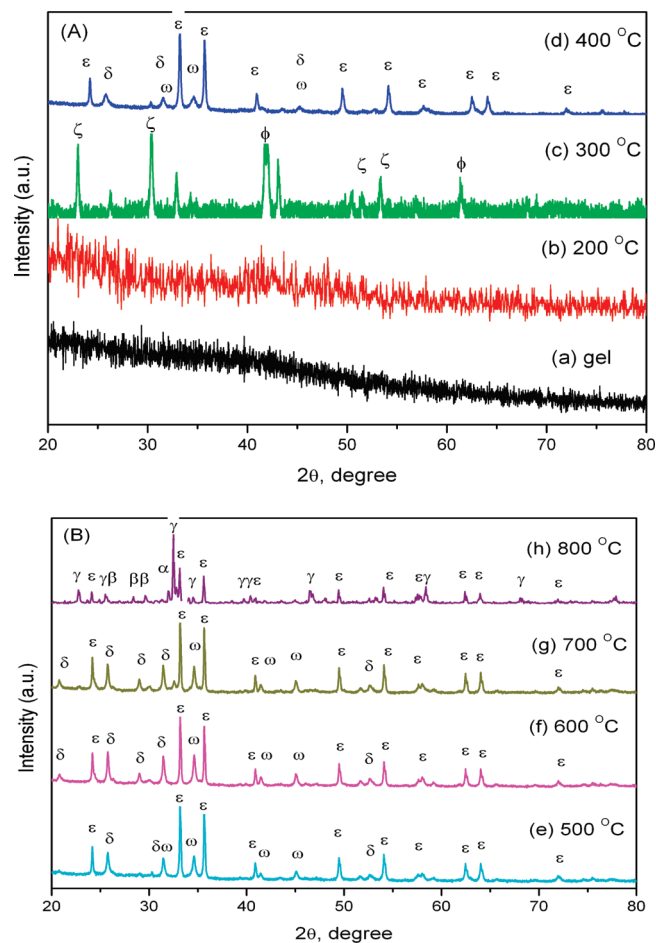 (A)
ε δ δ ω ε ω ε ε δ ω ε ε ε ε ε ε
(d) 400 °C
ζ ζ ϕ ζ ζ ϕ
(c) 300 °C
(b) 200 °C
(a) gel
Intensity (a.u.)
20 30 40 50 60 70 80
2θ, degree
(B)
γ ε γβ ββ α γ ε γ ε γγε γ ε ε εγ ε ε γ ε
(h) 800 °C
δ ε δ δ δ ε ω ε ε ω ω ε δ ε ε ε ε ε
(g) 700 °C
δ ε δ δ δ ε ω ε ε ω ω ε δ ε ε ε ε ε
(f) 600 °C
ε δ δω ε ω ε ε ω ω ε δ ε ε ε ε ε
(e) 500 °C
Intensity (a.u.)
20 30 40 50 60 70 80
2θ, degree